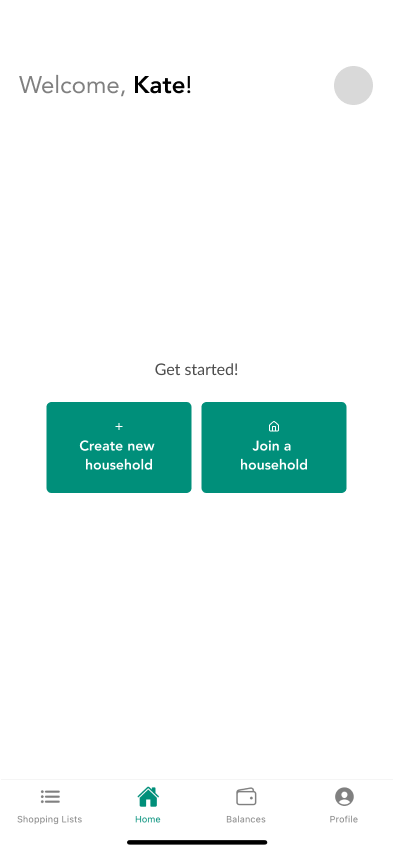 Welcome, Kate!
Get started!
+
Create new
household
Join a
household
Shopping Lists
Home
Balances
Profile